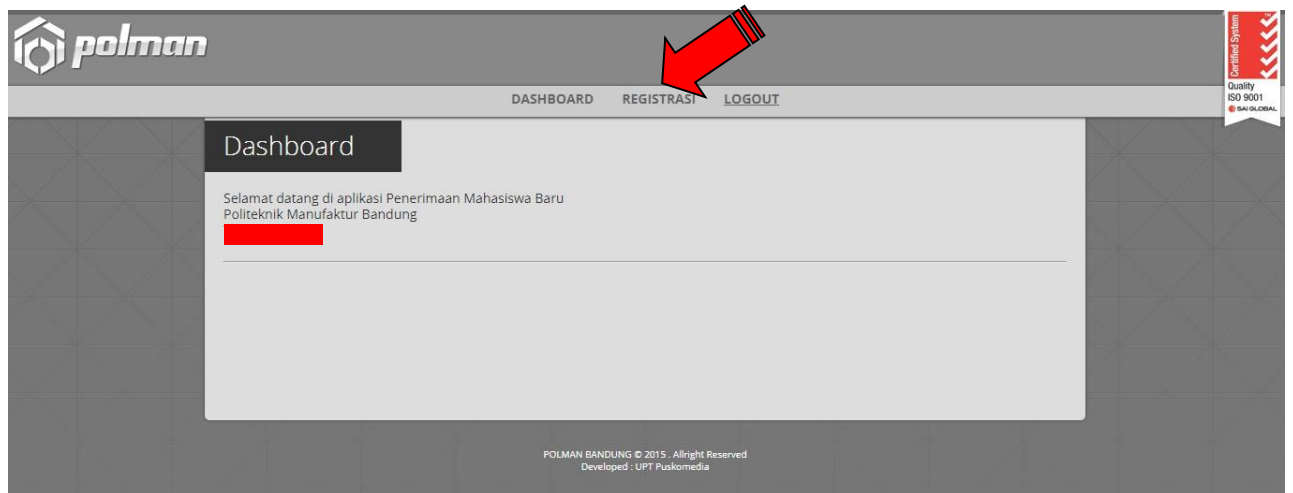 polman
Certified System
Quality
ISO 9001
SAI GLOBAL
DASHBOARD REGISTRASI LOGOUT
Dashboard
Selamat datang di aplikasi Penerimaan Mahasiswa Baru
Politeknik Manufaktur Bandung
POLMAN BANDUNG © 2015 . Allright Reserved
Developed : UPT Puskomedia